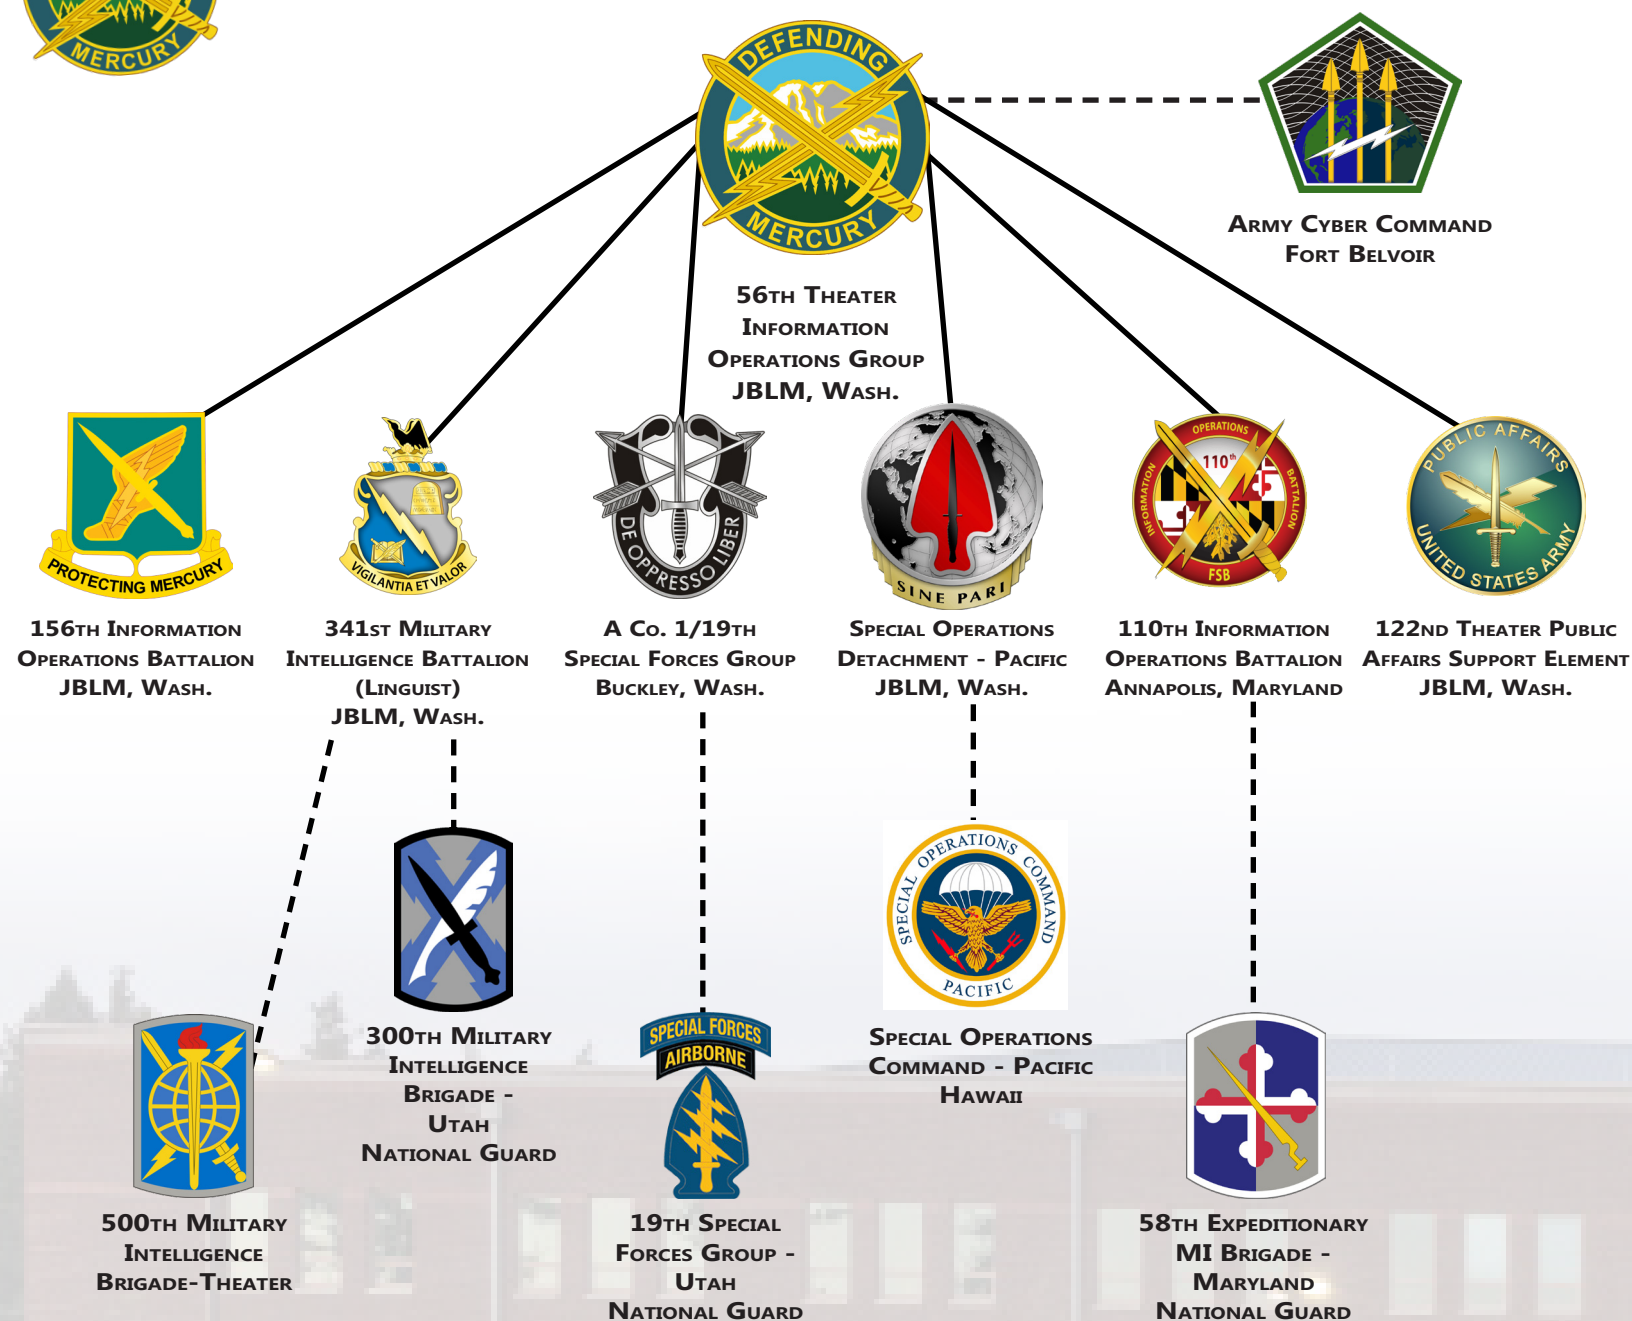 MERCURY
DEFENDING
MERCURY
ARMY CYBER COMMAND
FORT BELVOIR
56TH THEATER
INFORMATION
OPERATIONS GROUP
JBLM, WASH.
PROTECTING MERCURY
VIGILANTIA ET VALOR
DE OPPRESSO LIBER
SINE PARI
INFORMATION
OPERATIONS
BATTALION
110th
FSB
PUBLIC AFFAIRS
UNITED STATES ARMY
156TH INFORMATION
OPERATIONS BATTALION
JBLM, WASH.
341ST MILITARY
INTELLIGENCE BATTALION
(LINGUIST)
JBLM, WASH.
A CO. 1/19TH
SPECIAL FORCES GROUP
BUCKLEY, WASH.
SPECIAL OPERATIONS
DETACHMENT - PACIFIC
JBLM, WASH.
110TH INFORMATION
OPERATIONS BATTALION
ANNAPOLIS, MARYLAND
122ND THEATER PUBLIC
AFFAIRS SUPPORT ELEMENT
JBLM, WASH.
SPECIAL OPERATIONS COMMAND
PACIFIC
300TH MILITARY
INTELLIGENCE
BRIGADE -
UTAH
NATIONAL GUARD
SPECIAL FORCES
AIRBORNE
SPECIAL OPERATIONS
COMMAND - PACIFIC
HAWAII
500TH MILITARY
INTELLIGENCE
BRIGADE-THEATER
19TH SPECIAL
FORCES GROUP -
UTAH
NATIONAL GUARD
58TH EXPEDITIONARY
MI BRIGADE -
MARYLAND
NATIONAL GUARD